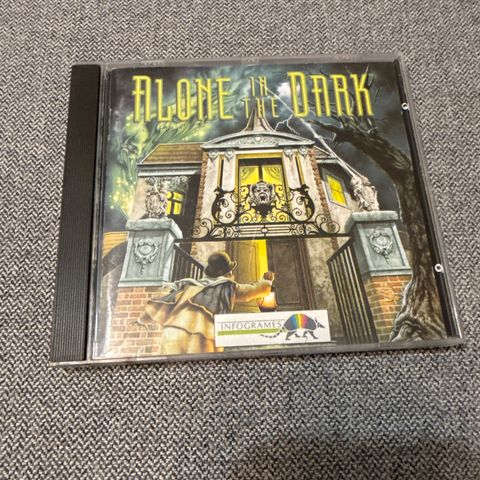 ALONE IN THE DARK
INFOGRAMES